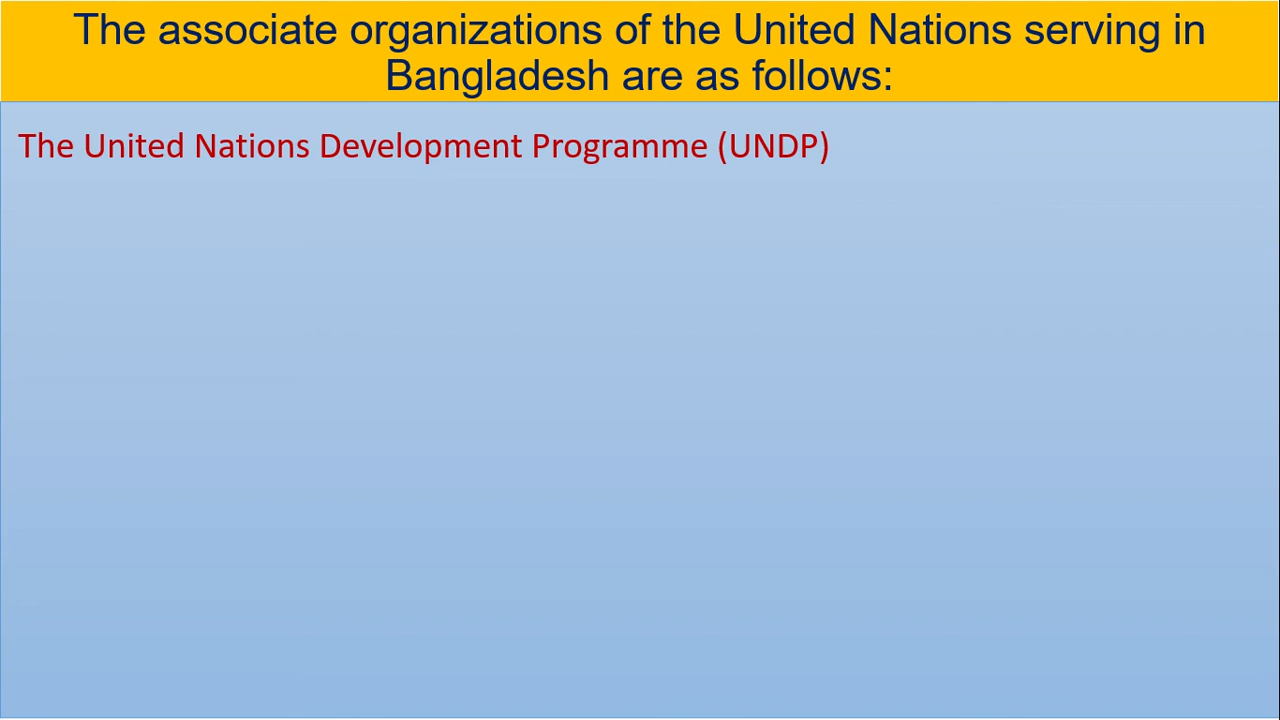 The associate organizations of the United Nations serving in
Bangladesh are as follows:
The United Nations Development Programme (UNDP)